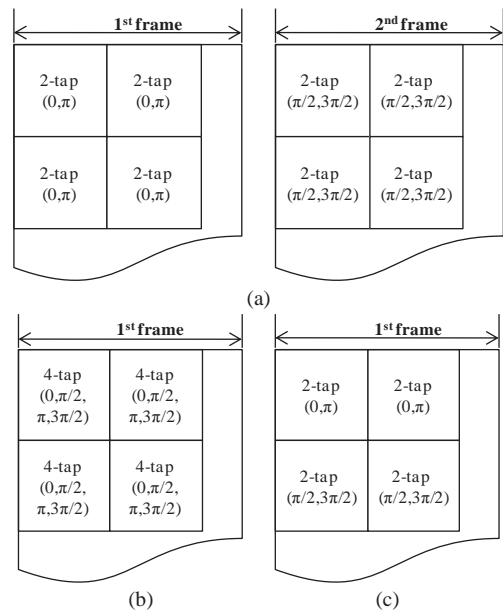 1st frame
2nd frame
2-tap
(0,π)
2-tap
(0,π)
2-tap
(π/2,3π/2)
2-tap
(π/2,3π/2)
2-tap
(0,π)
2-tap
(0,π)
2-tap
(π/2,3π/2)
2-tap
(π/2,3π/2)
(a)
1st frame
1st frame
4-tap
(0,π/2,
π,3π/2)
4-tap
(0,π/2,
π,3π/2)
2-tap
(0,π)
2-tap
(0,π)
4-tap
(0,π/2,
π,3π/2)
4-tap
(0,π/2,
π,3π/2)
2-tap
(π/2,3π/2)
2-tap
(π/2,3π/2)
(b)
(c)